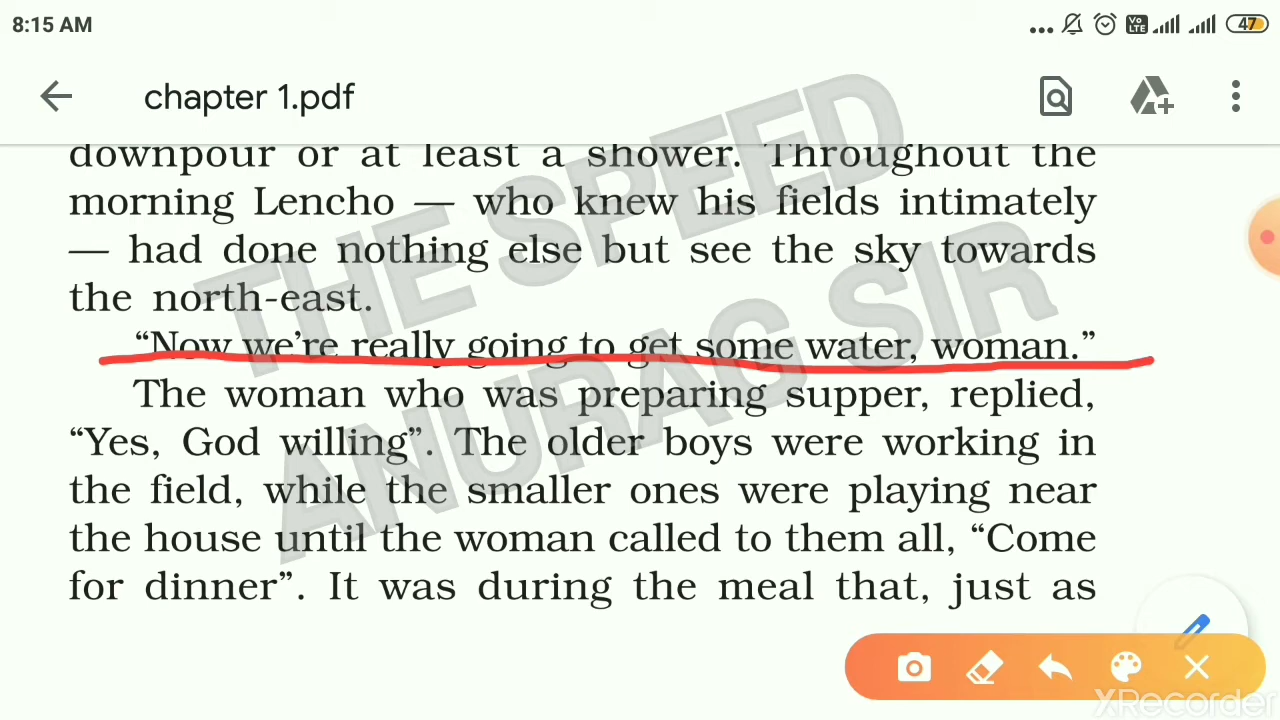 8:15 AM
Vo LTE
47
chapter 1.pdf
downpour or at least a shower. Throughout the
morning Lencho — who knew his fields intimately
— had done nothing else but see the sky towards
the north-east.
“Now we’re really going to get some water, woman.”
The woman who was preparing supper, replied,
“Yes, God willing”. The older boys were working in
the field, while the smaller ones were playing near
the house until the woman called to them all, “Come
for dinner”. It was during the meal that, just as
THE SPEED
ANURAG SIR
XRecorder